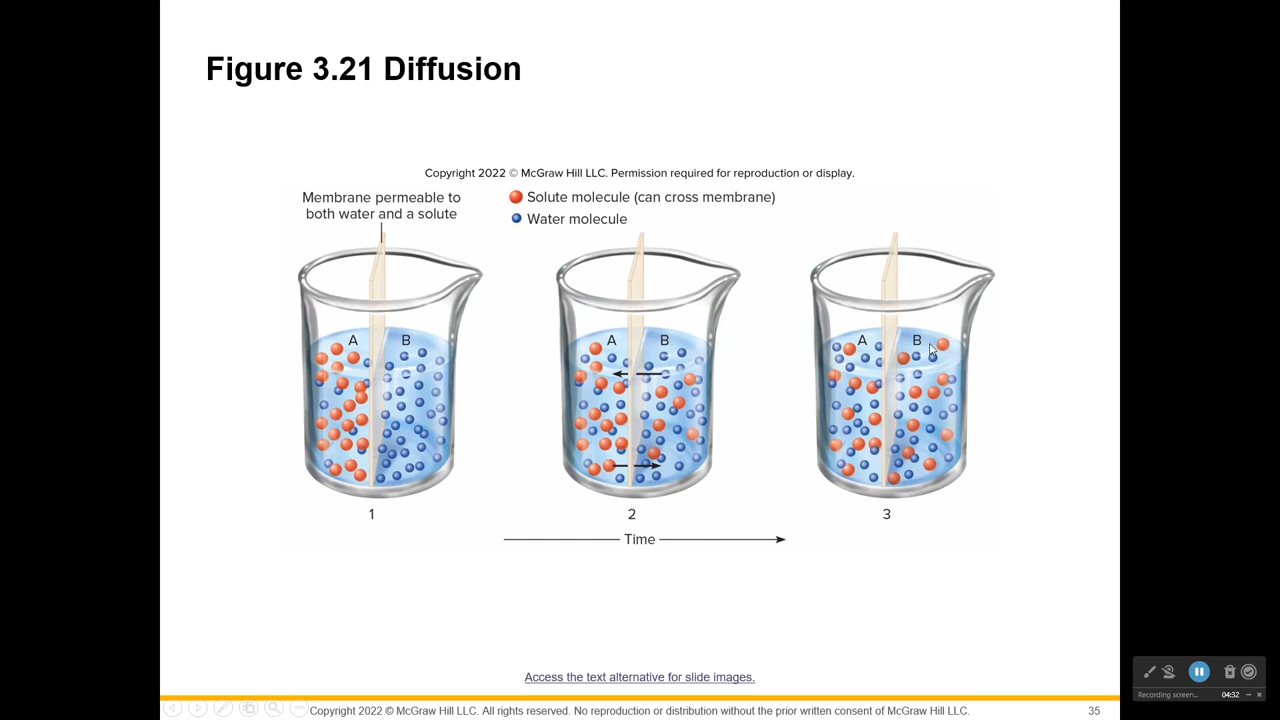 Figure 3.21 Diffusion
Copyright 2022 © McGraw Hill LLC. Permission required for reproduction or display.
Membrane permeable to
both water and a solute
Solute molecule (can cross membrane)
Water molecule
A
B
A
B
A
B
1
2
3
Time
Access the text alternative for slide images.
Copyright 2022 © McGraw Hill LLC. All rights reserved. No reproduction or distribution without the prior written consent of McGraw Hill LLC.
35
Recording screen...
04:32